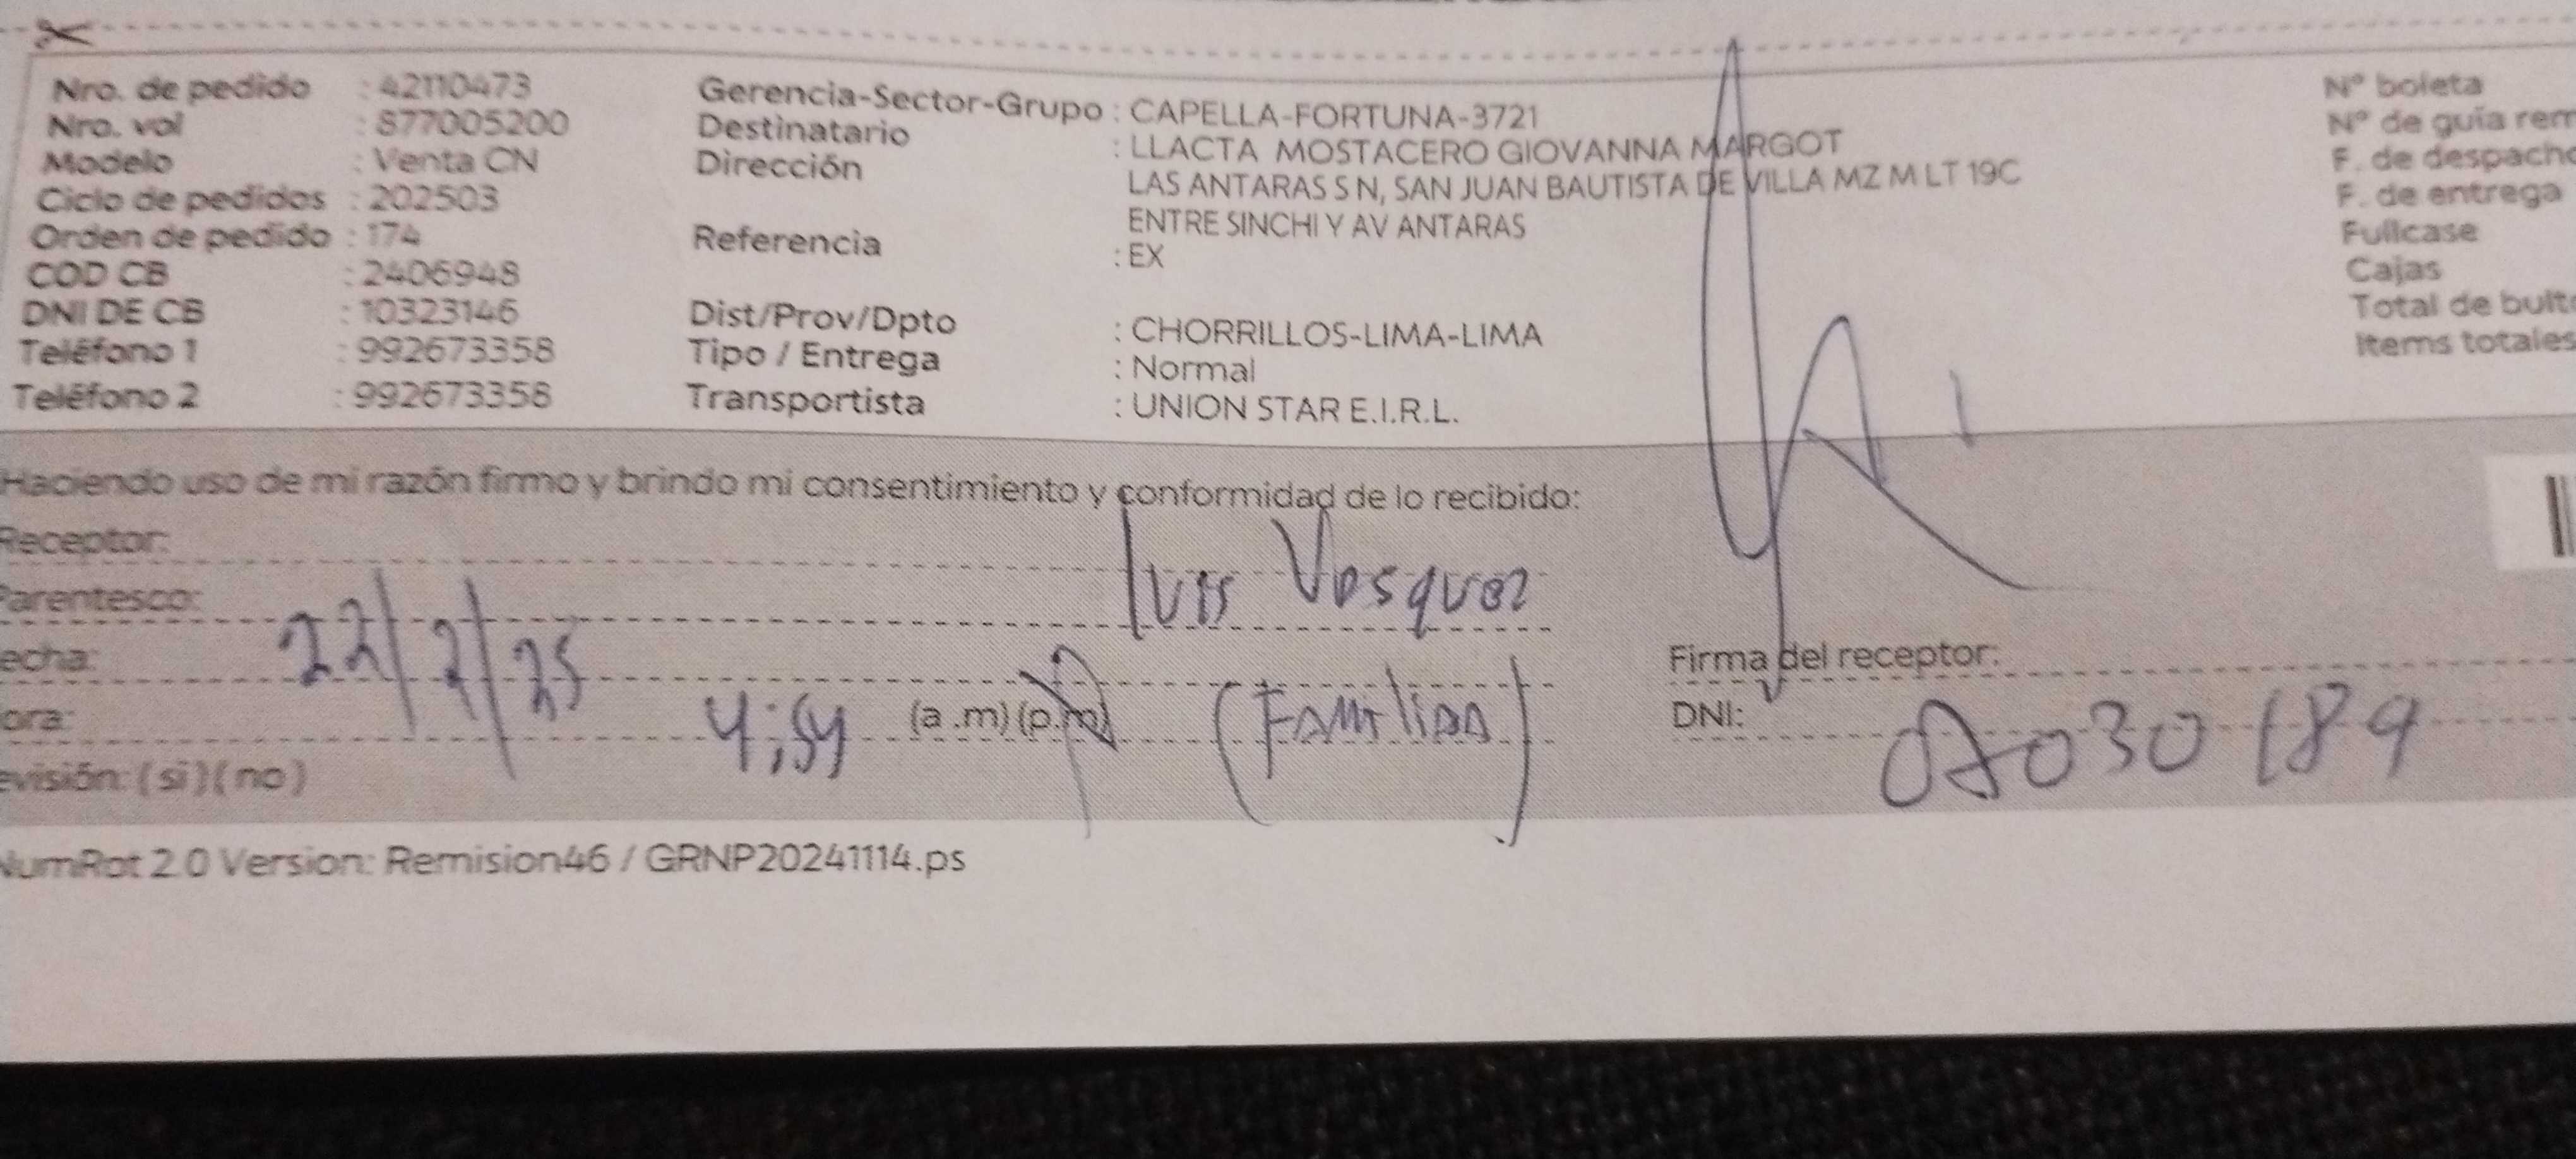 Nro. de pedido : 42110473
Nro. vol : 877005200
Modelo : Venta CN
Ciclo de pedidos : 202503
Orden de pedido : 174
COD CB : 2406948
DNI DE CB : 10323146
Teléfono 1 : 992673358
Teléfono 2 : 992673358
Gerencia-Sector-Grupo : CAPELLA-FORTUNA-3721
Destinatario : LLACTA MOSTACERO GIOVANNA MARGOT
Dirección LAS ANTARAS S N, SAN JUAN BAUTISTA DE VILLA MZ M LT 19C
ENTRE SINCHI Y AV ANTARAS
Referencia : EX
Dist/Prov/Dpto : CHORRILLOS-LIMA-LIMA
Tipo / Entrega : Normal
Transportista : UNION STAR E.I.R.L.
Nº boleta
Nº de guía rem
F. de despacho
F. de entrega
Fullcase
Cajas
Total de bulto
Items totales
Haciendo uso de mi razón firmo y brindo mi consentimiento y conformidad de lo recibido:
Receptor: Vasquez
Parentesco:
echa: 22/2/25
ora: 4:54 (a .m) (p.m) (Familiar)
evisión: ( si ) ( no )
Firma del receptor:
DNI: 07030189
NumRot 2.0 Version: Remision46 / GRNP20241114.ps